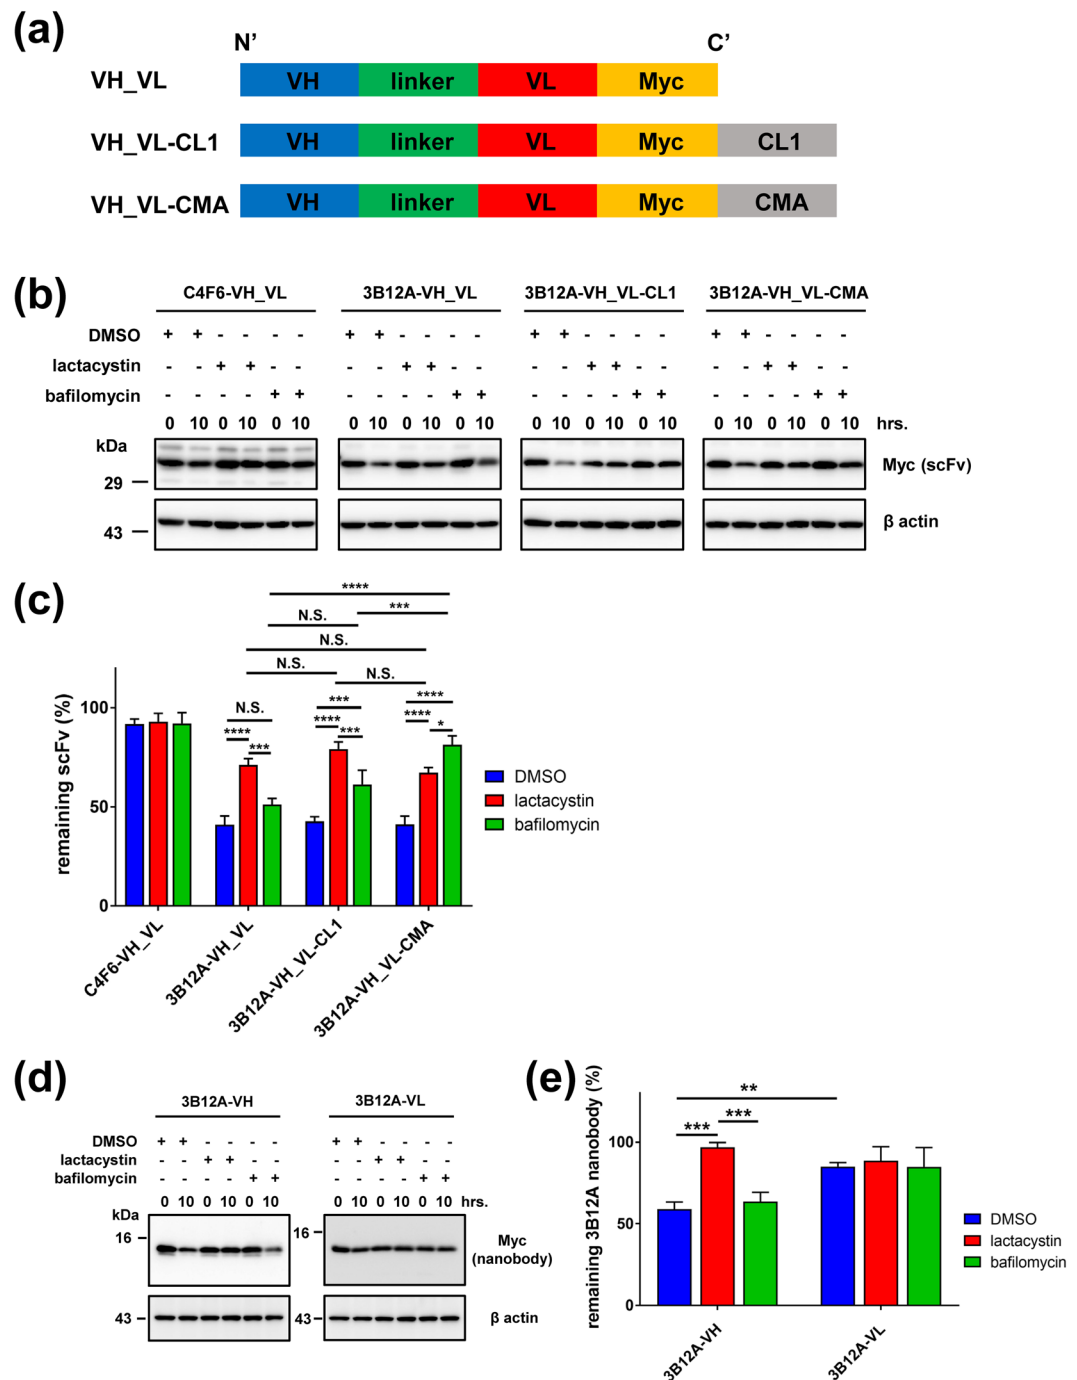 (a)
N’ C’
VH_VL VH linker VL Myc
VH_VL-CL1 VH linker VL Myc CL1
VH_VL-CMA VH linker VL Myc CMA
(b)
C4F6-VH_VL 3B12A-VH_VL 3B12A-VH_VL-CL1 3B12A-VH_VL-CMA
DMSO + + - - - - + + - - - - + + - - - - + + - - - -
lactacystin - - + + - - - - + + - - - - + + - - - - + + - -
bafilomycin - - - - + + - - - - + + - - - - + + - - - - + +
0 10 0 10 0 10 0 10 0 10 0 10 0 10 0 10 0 10 0 10 0 10 0 10 hrs.
kDa
Myc (scFv)
29
43
β actin
(c)
****
***
N.S.
N.S.
N.S. N.S.
N.S. **** *** **** *** *** **** **** *
remaining scFv (%)
100
50
0
DMSO
lactacystin
bafilomycin
C4F6-VH_VL
3B12A-VH_VL
3B12A-VH_VL-CL1
3B12A-VH_VL-CMA
(d)
3B12A-VH 3B12A-VL
DMSO + + - - - - + + - - - -
lactacystin - - + + - - - - + + - -
bafilomycin - - - - + + - - - - + +
0 10 0 10 0 10 0 10 0 10 0 10 hrs.
kDa
16 16
Myc
(nanobody)
43 43 β actin
(e)
**
*** ***
remaining 3B12A nanobody (%)
100
50
0
DMSO
lactacystin
bafilomycin
3B12A-VH
3B12A-VL